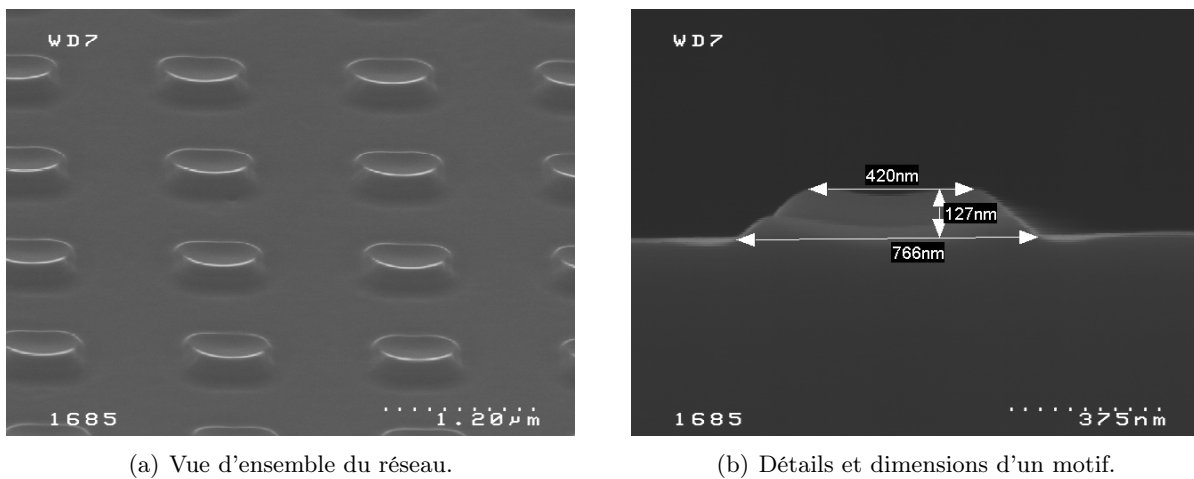 WD7
1685
1.20µm
(a) Vue d'ensemble du réseau.
WD7
420nm
127nm
766nm
1685
375nm
(b) Détails et dimensions d'un motif.